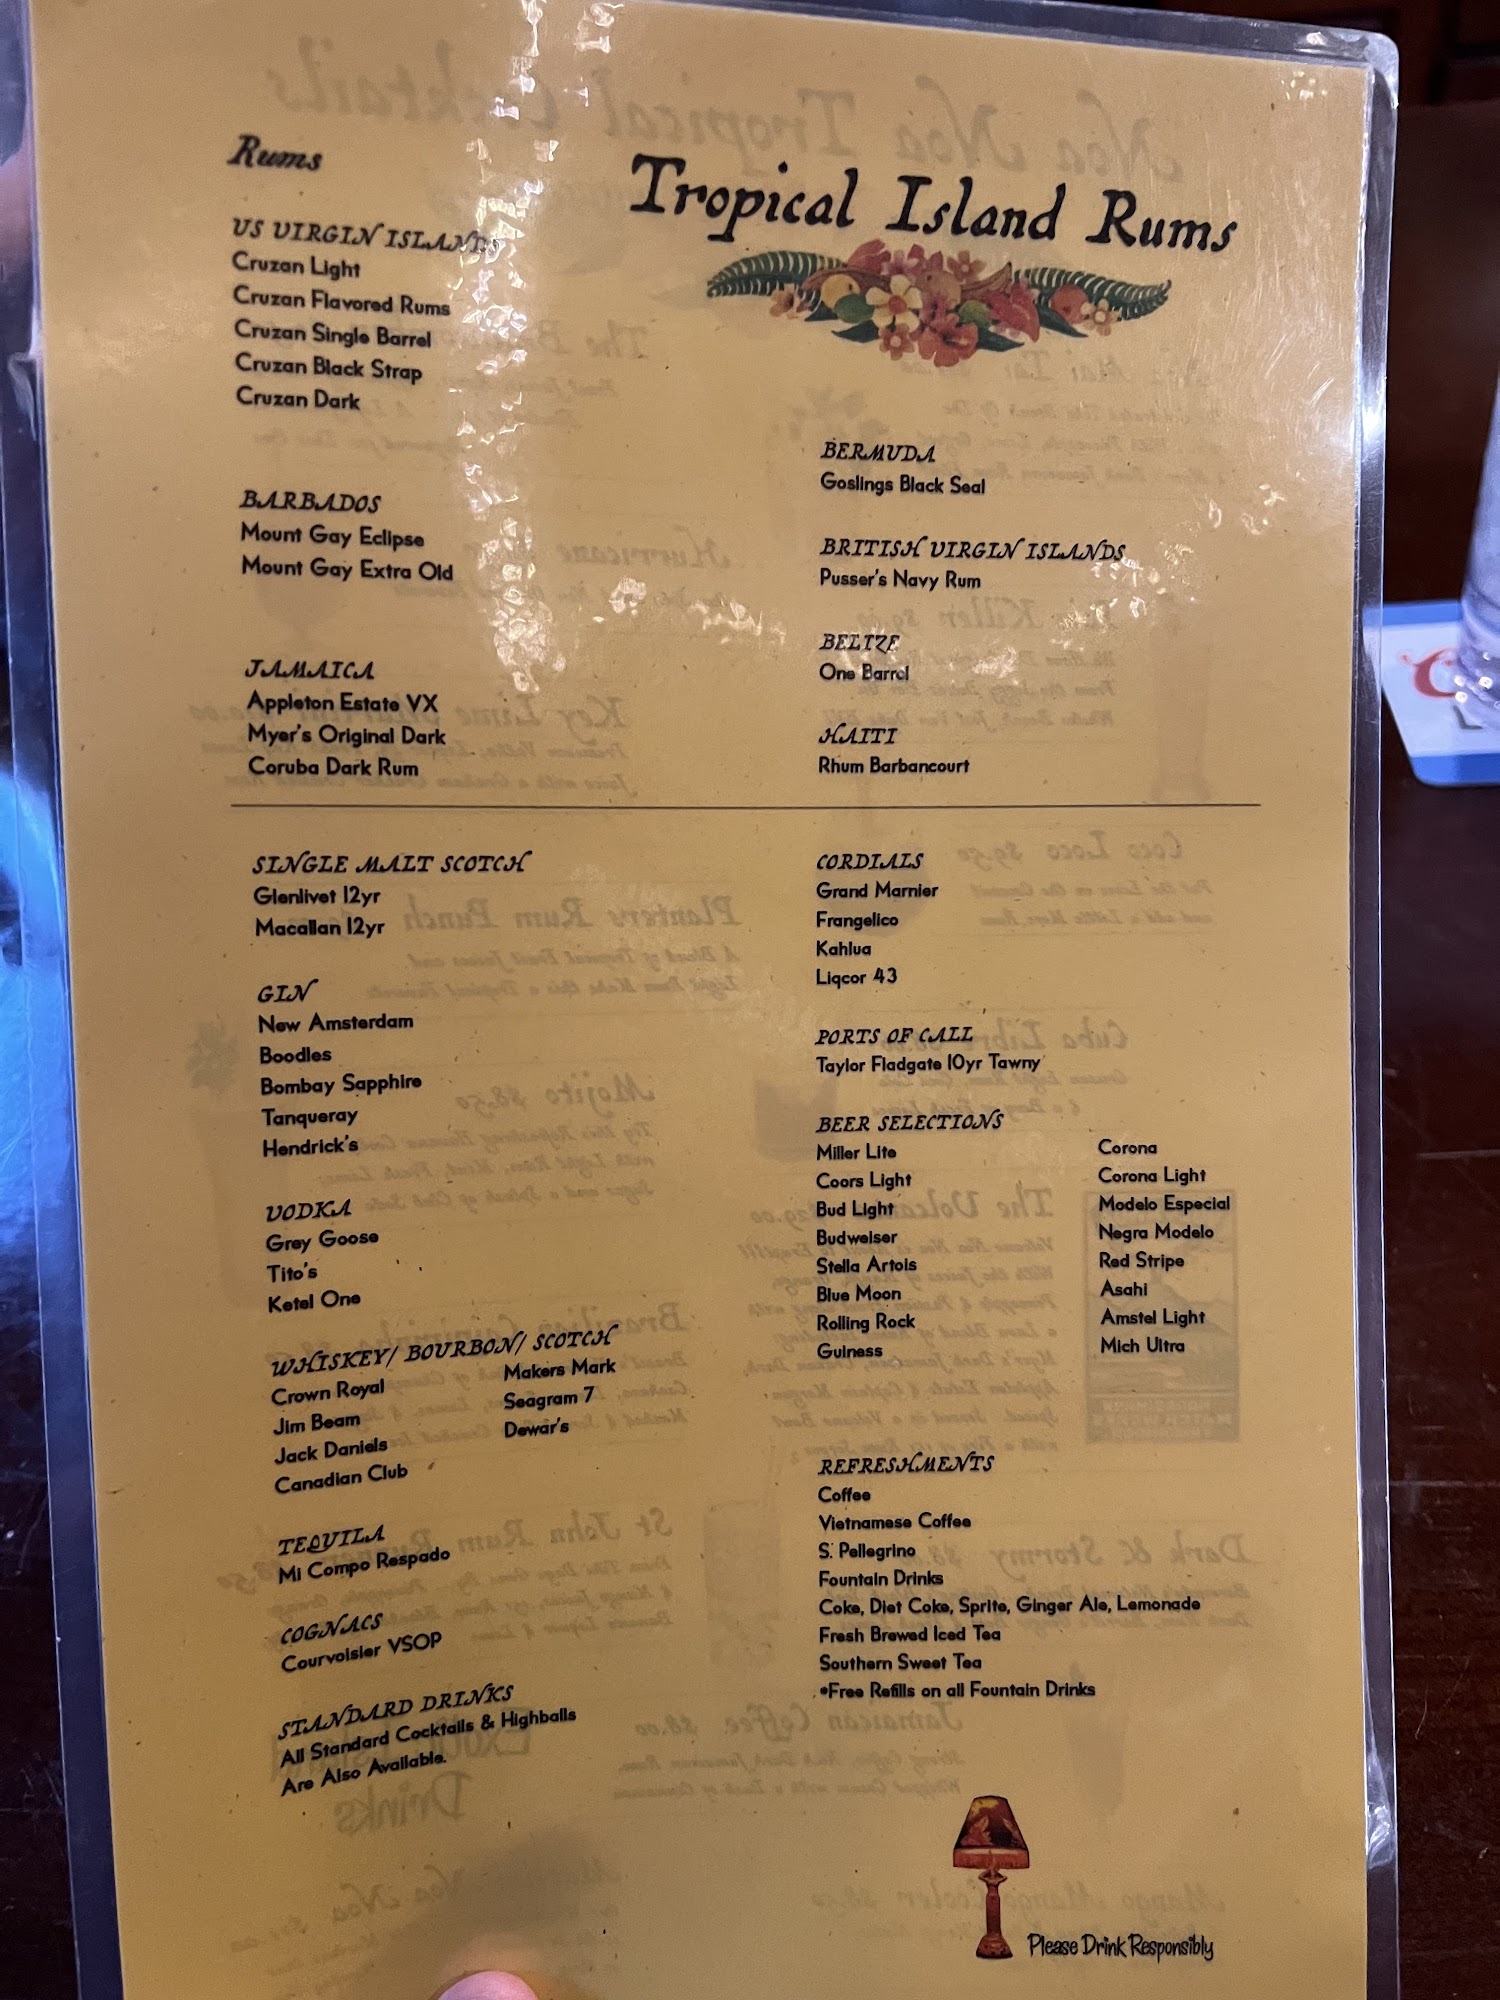 Rums
Tropical Island Rums
US VIRGIN ISLANDS
Cruzan Light
Cruzan Flavored Rums
Cruzan Single Barrel
Cruzan Black Strap
Cruzan Dark
BARBADOS
Mount Gay Eclipse
Mount Gay Extra Old
JAMAICA
Appleton Estate VX
Myer's Original Dark
Coruba Dark Rum
BERMUDA
Goslings Black Seal
BRITISH VIRGIN ISLANDS
Pusser's Navy Rum
BELIZE
One Barrel
HAITI
Rhum Barbancourt
SINGLE MALT SCOTCH
Glenlivet 12yr
Macallan 12yr
GIN
New Amsterdam
Boodles
Bombay Sapphire
Tanqueray
Hendrick's
VODKA
Grey Goose
Tito's
Ketel One
WHISKEY/ BOURBON/ SCOTCH
Crown Royal
Jim Beam
Jack Daniels
Canadian Club
Makers Mark
Seagram 7
Dewar's
TEQUILA
Mi Compo Respado
COGNACS
Courvoisier VSOP
STANDARD DRINKS
All Standard Cocktails & Highballs
Are Also Available.
CORDIALS
Grand Marnier
Frangelico
Kahlua
Liqcor 43
PORTS OF CALL
Taylor Fladgate 10yr Tawny
BEER SELECTIONS
Miller Lite
Coors Light
Bud Light
Budweiser
Stella Artois
Blue Moon
Rolling Rock
Guiness
Corona
Corona Light
Modelo Especial
Negra Modelo
Red Stripe
Asahi
Amstel Light
Mich Ultra
REFRESHMENTS
Coffee
Vietnamese Coffee
S. Pellegrino
Fountain Drinks
Coke, Diet Coke, Sprite, Ginger Ale, Lemonade
Fresh Brewed Iced Tea
Southern Sweet Tea
*Free Refills on all Fountain Drinks
Please Drink Responsibly